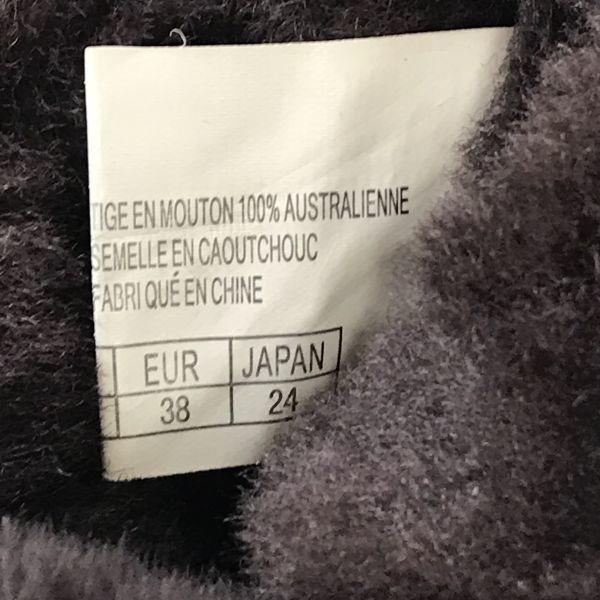 TIGE EN MOUTON 100% AUSTRALIENNE
SEMELLE EN CAOUTCHOUC
FABRI QUÉ EN CHINE
EUR JAPAN
38 24